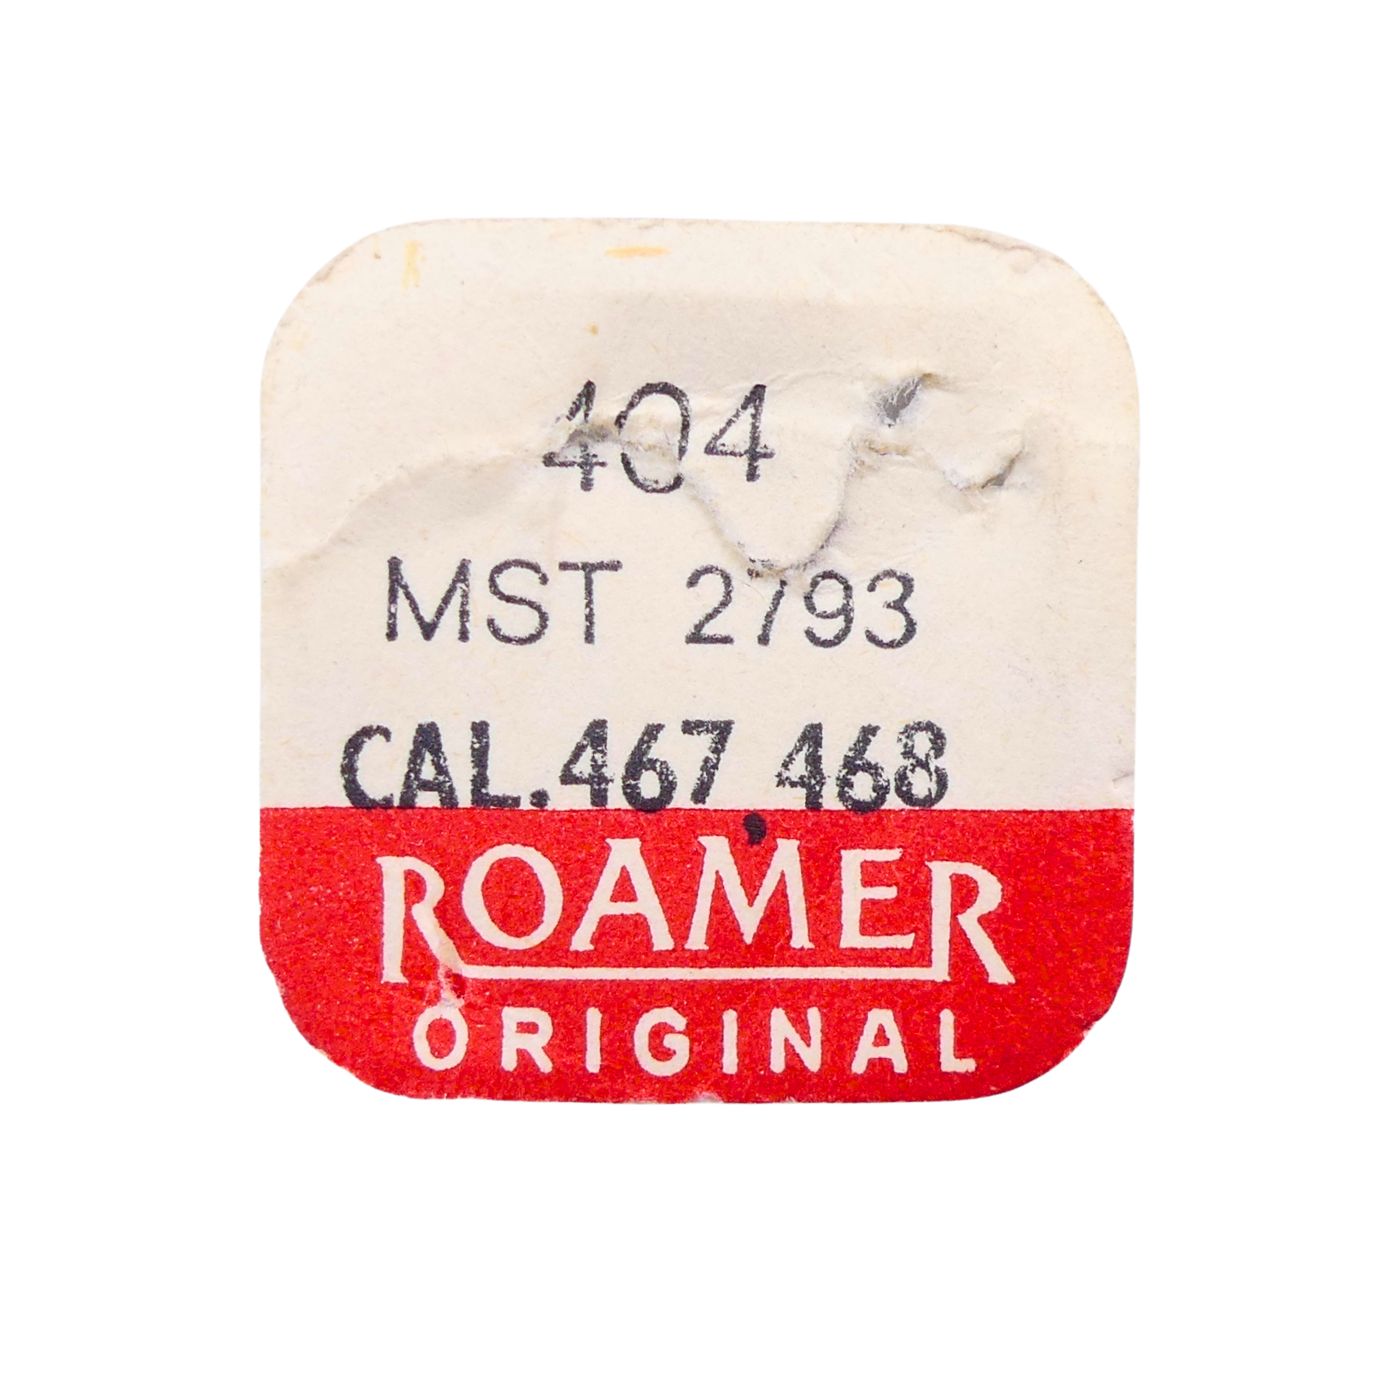 404
MST 2793
CAL.467, 468
ROAMER
ORIGINAL